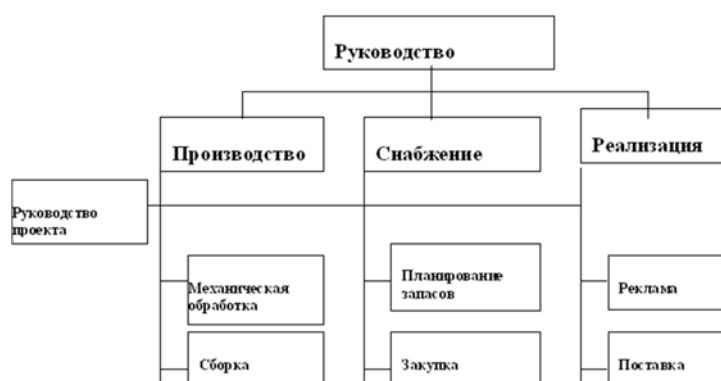 Руководство
Производство
Снабжение
Реализация
Руководство
проекта
Механическая
обработка
Планирование
запасов
Реклама
Сборка
Закупка
Поставка